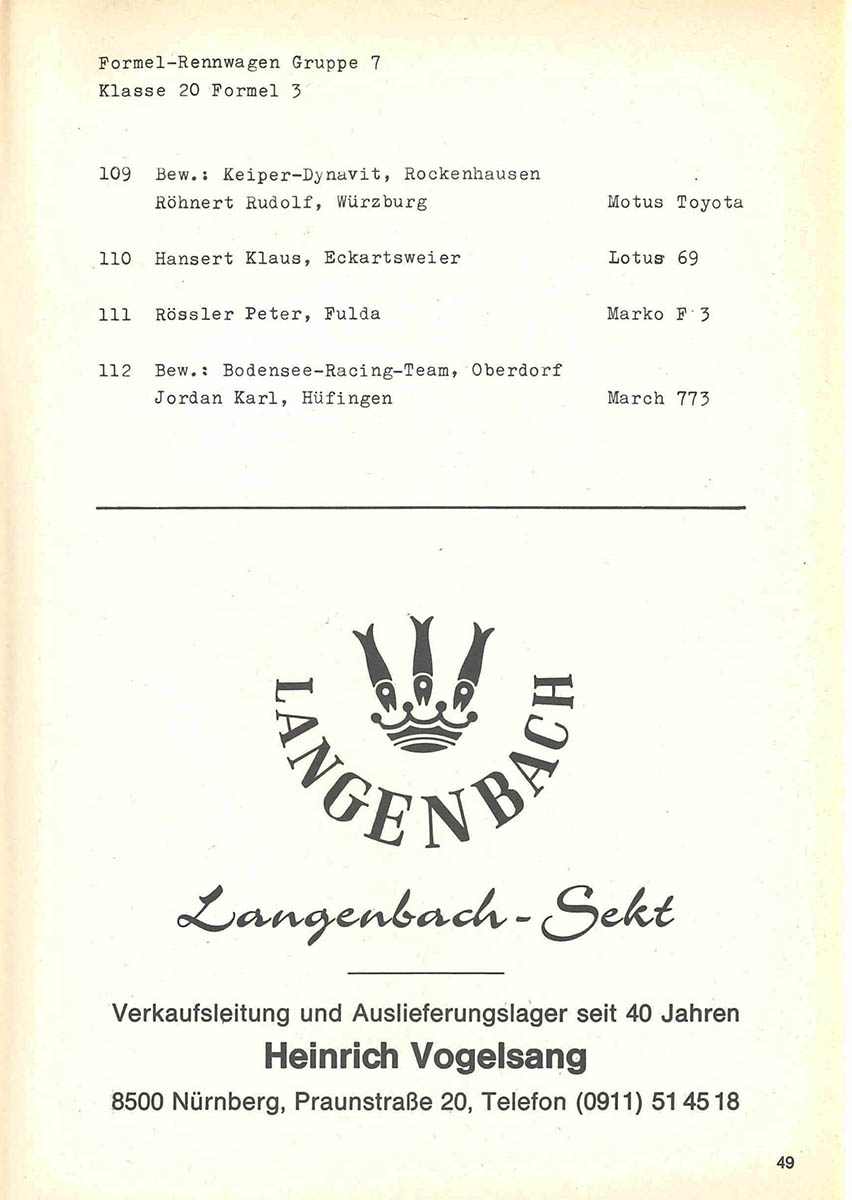 Formel-Rennwagen Gruppe 7
Klasse 20 Formel 3
109 Bew.: Keiper-Dynavit, Rockenhausen
Röhnert Rudolf, Würzburg Motus Toyota
110 Hansert Klaus, Eckartsweier Lotus 69
111 Rössler Peter, Fulda Marko F 3
112 Bew.: Bodensee-Racing-Team, Oberdorf
Jordan Karl, Hüfingen March 773
LANGENBACH
Langenbach-Sekt
Verkaufsleitung und Auslieferungslager seit 40 Jahren
Heinrich Vogelsang
8500 Nürnberg, Praunstraße 20, Telefon (0911) 51 45 18
49